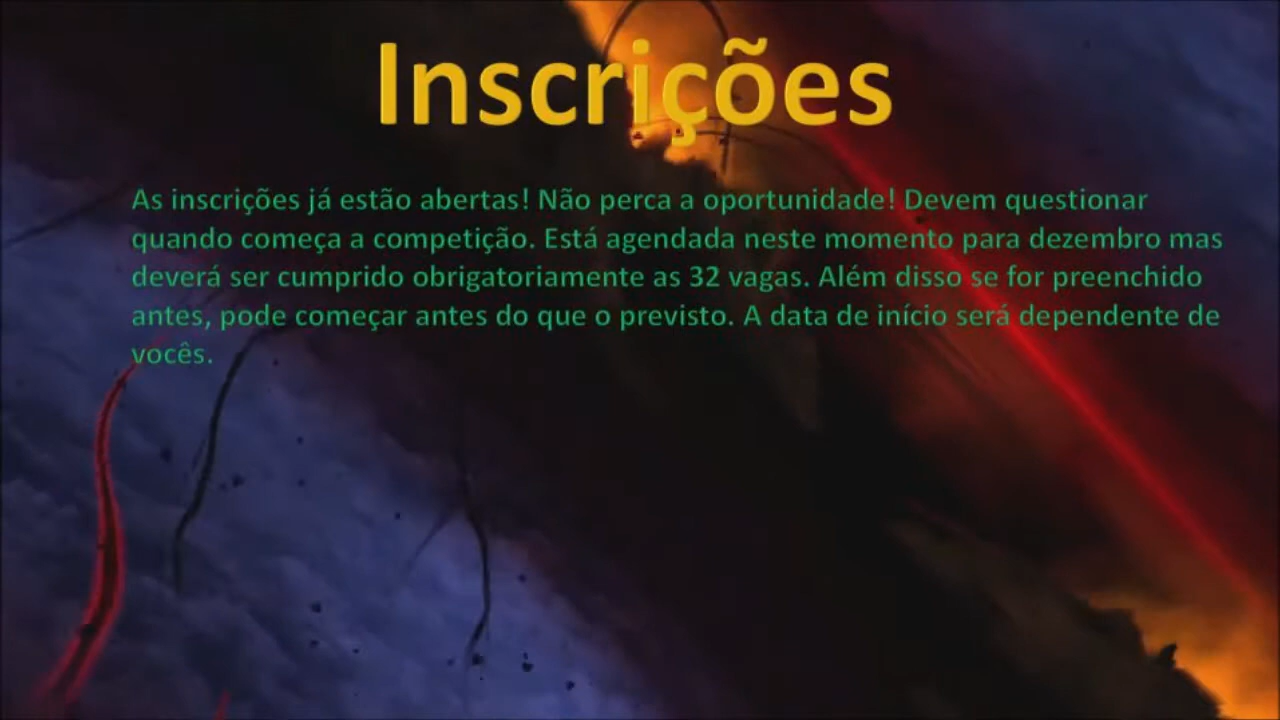 Inscrições
As inscrições já estão abertas! Não perca a oportunidade! Devem questionar
quando começa a competição. Está agendada neste momento para dezembro mas
deverá ser cumprido obrigatoriamente as 32 vagas. Além disso se for preenchido
antes, pode começar antes do que o previsto. A data de início será dependente de
vocês.